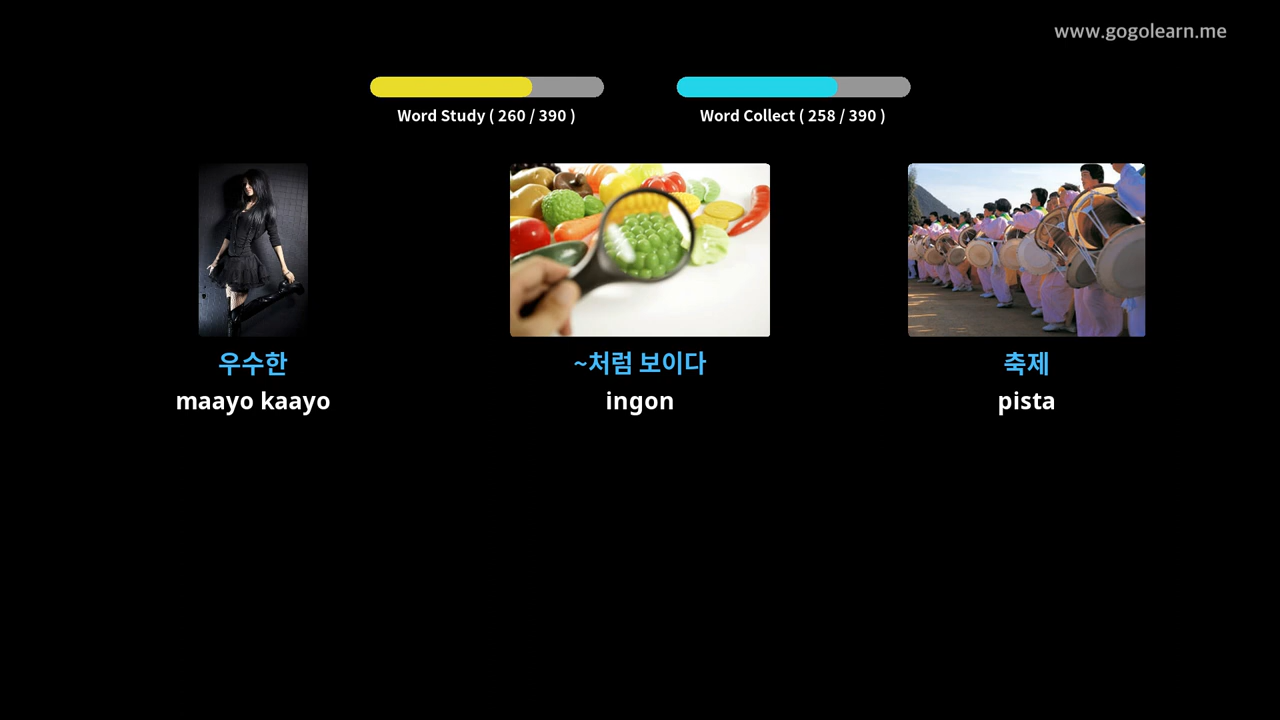 www.gogolearn.me
Word Study ( 260 / 390 )
Word Collect ( 258 / 390 )
우수한
maayo kaayo
~처럼 보이다
ingon
축제
pista